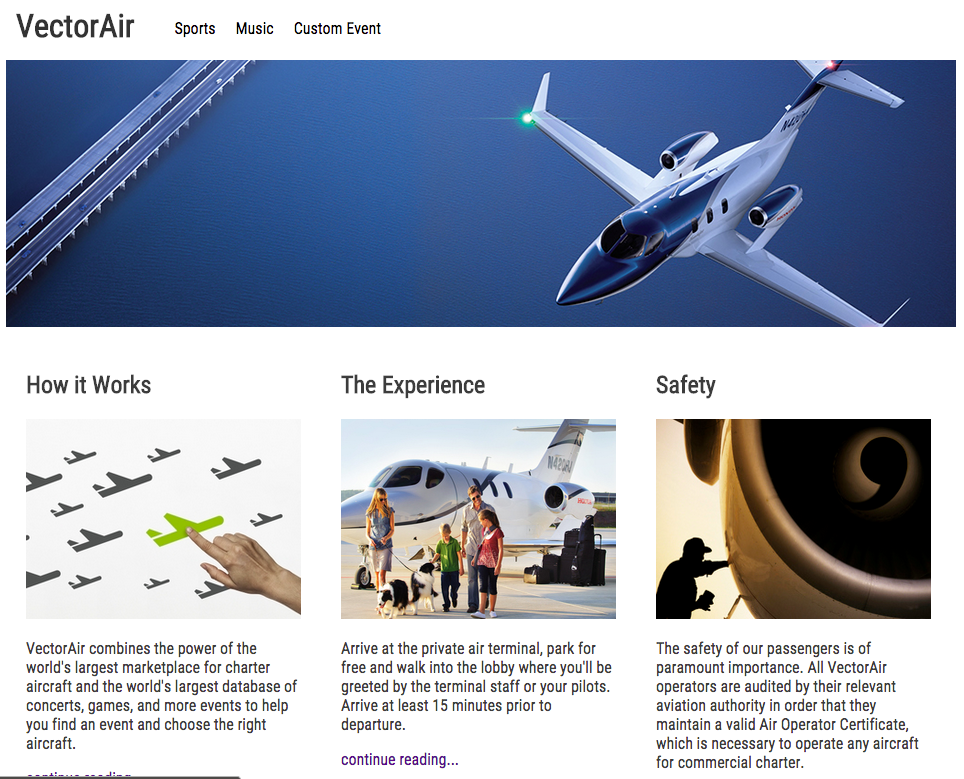 VectorAir
Sports Music Custom Event
How it Works
VectorAir combines the power of the
world's largest marketplace for charter
aircraft and the world's largest database of
concerts, games, and more events to help
you find an event and choose the right
aircraft.
continue reading...
The Experience
N420HJ
Arrive at the private air terminal, park for
free and walk into the lobby where you'll be
greeted by the terminal staff or your pilots.
Arrive at least 15 minutes prior to
departure.
continue reading...
Safety
The safety of our passengers is of
paramount importance. All VectorAir
operators are audited by their relevant
aviation authority in order that they
maintain a valid Air Operator Certificate,
which is necessary to operate any aircraft
for commercial charter.